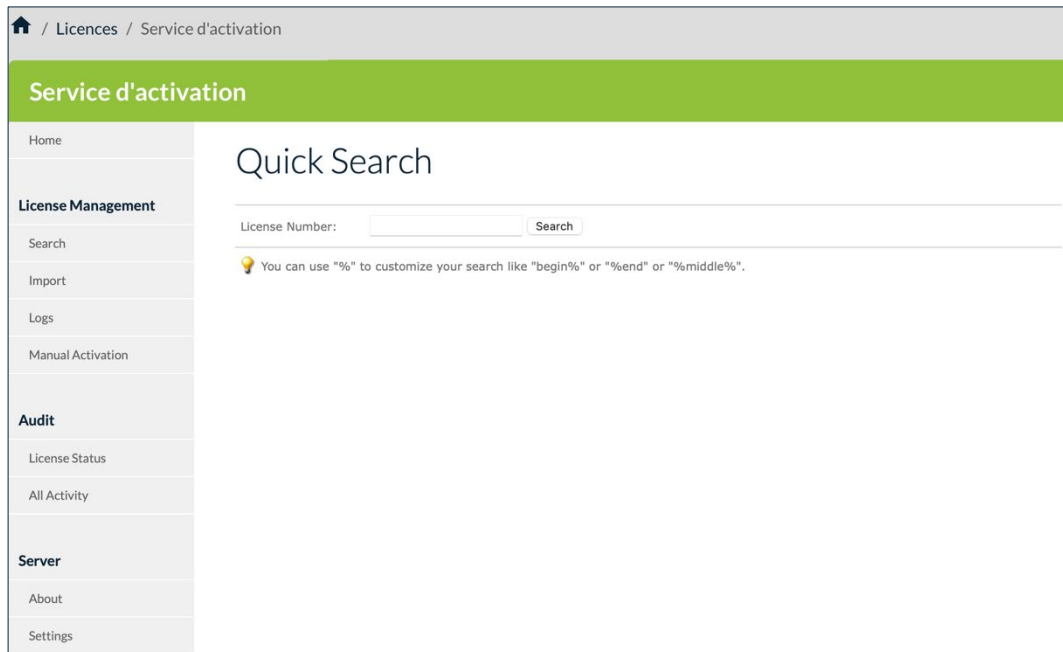 / Licences / Service d'activation
Service d'activation
Home
License Management
Search
Import
Logs
Manual Activation
Audit
License Status
All Activity
Server
About
Settings
Quick Search
License Number: Search
You can use "%" to customize your search like "begin%" or "%end" or "%middle%".